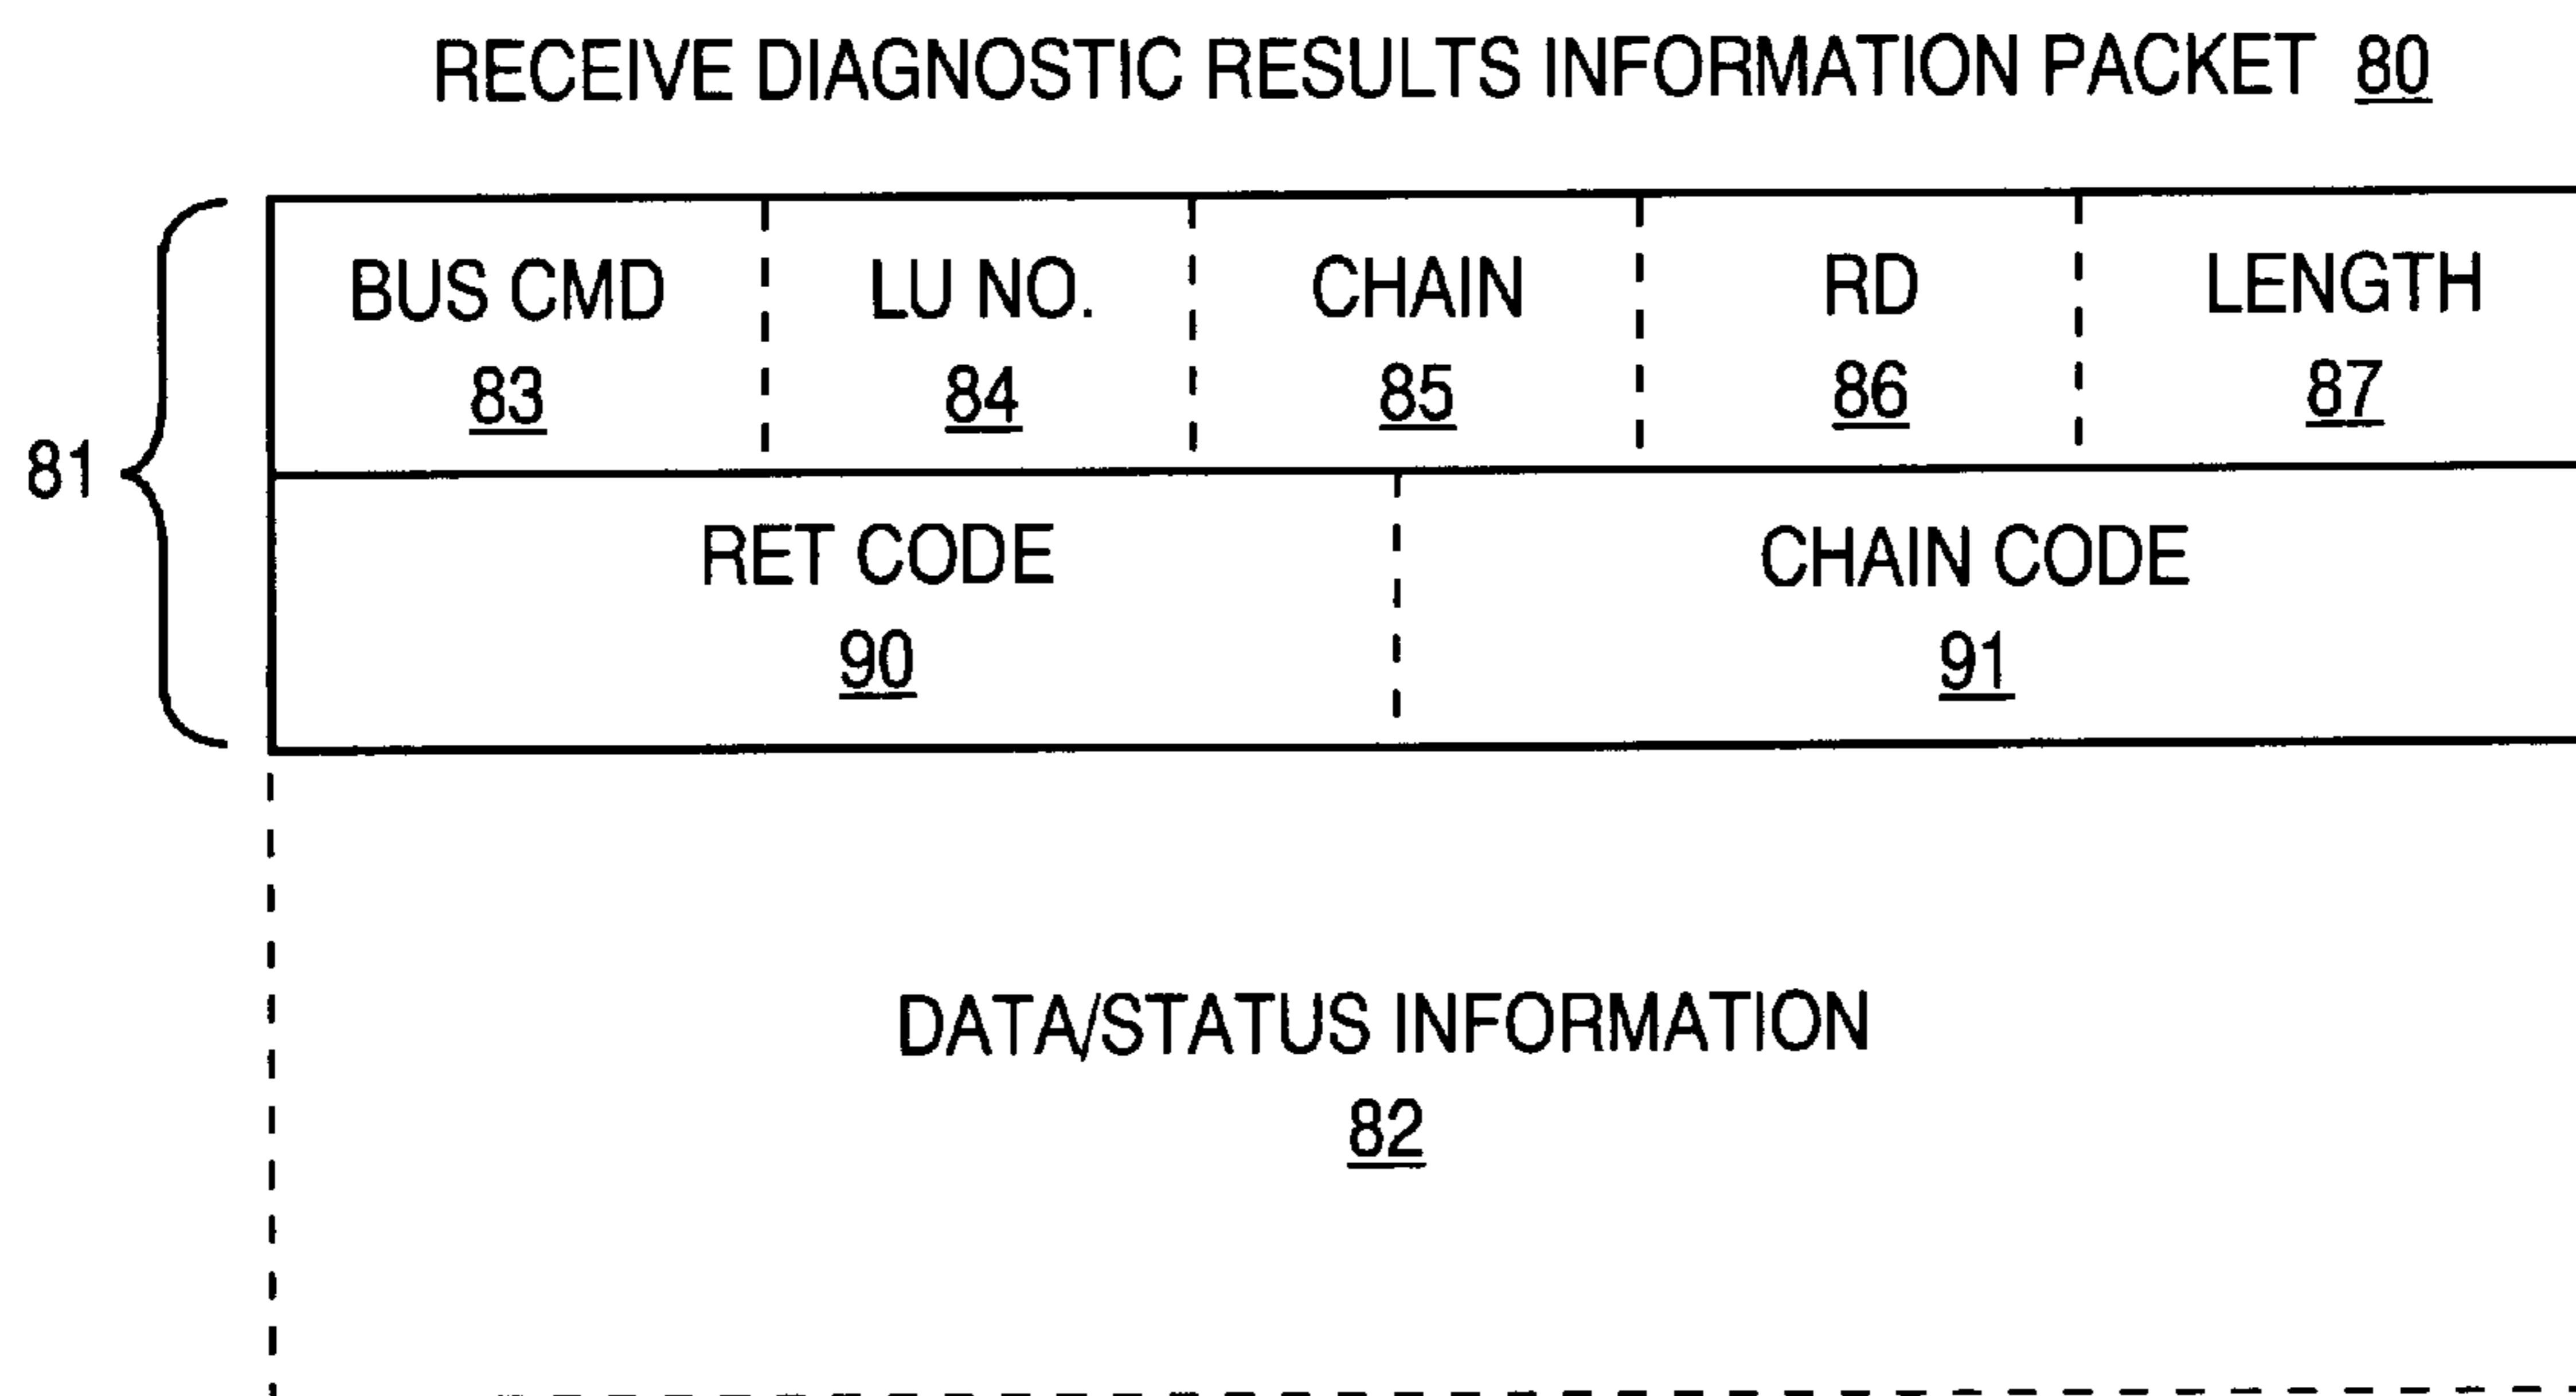 RECEIVE DIAGNOSTIC RESULTS INFORMATION PACKET 80
BUS CMD LU NO. CHAIN RD LENGTH
83 84 85 86 87
81
RET CODE CHAIN CODE
90 91
DATA/STATUS INFORMATION
82